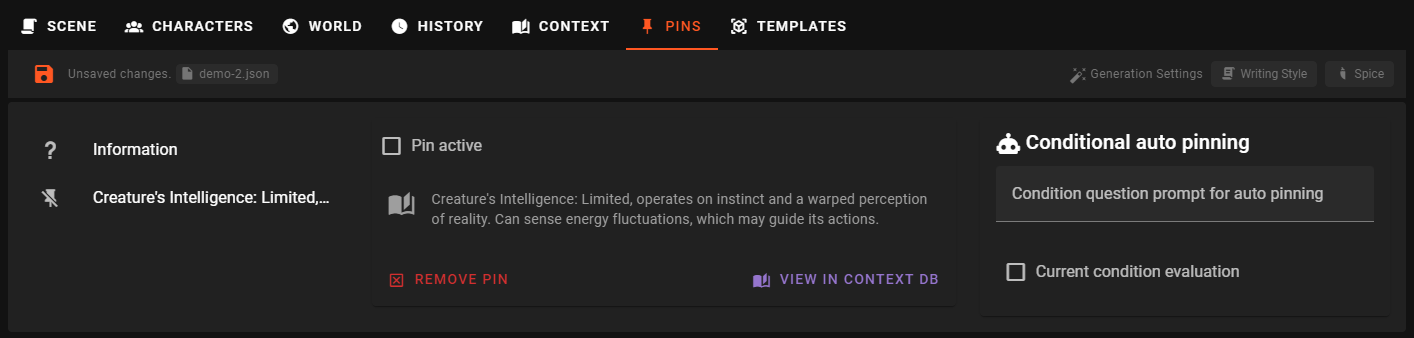 SCENE CHARACTERS WORLD HISTORY CONTEXT PINS TEMPLATES
Unsaved changes. demo-2.json Generation Settings Writing Style Spice
Information
Creature's Intelligence: Limited,...
Pin active
Creature's Intelligence: Limited, operates on instinct and a warped perception
of reality. Can sense energy fluctuations, which may guide its actions.
REMOVE PIN VIEW IN CONTEXT DB
Conditional auto pinning
Condition question prompt for auto pinning
Current condition evaluation